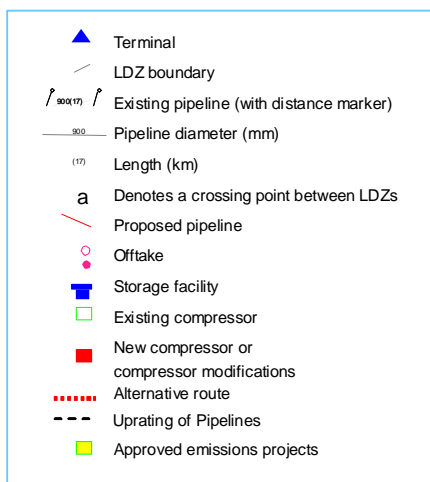 Terminal
LDZ boundary
900(17) Existing pipeline (with distance marker)
900 Pipeline diameter (mm)
(17) Length (km)
a Denotes a crossing point between LDZs
Proposed pipeline
Offtake
Storage facility
Existing compressor
New compressor or
compressor modifications
Alternative route
Uprating of Pipelines
Approved emissions projects